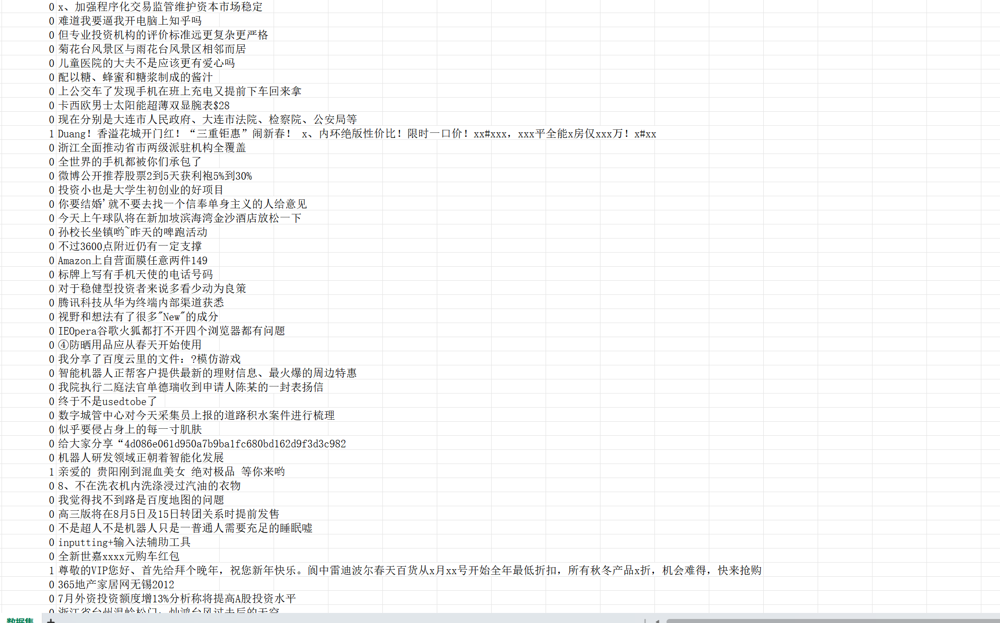 0 x、加强程序化交易监管维护资本市场稳定
0 难道我要逼我开电脑上知乎吗
0 但专业投资机构的评价标准远更复杂更严格
0 菊花台风景区与雨花台风景区相邻而居
0 儿童医院的大夫不是应该更有爱心吗
0 配以糖、蜂蜜和糖浆制成的酱汁
0 上公交车了发现手机在班上充电又提前下车回来拿
0 卡西欧男士太阳能超薄双显腕表$28
0 现在分别是大连市人民政府、大连市法院、检察院、公安局等
1 Duang！香溢花城开门红！“三重钜惠”闹新春！ x、内环绝版性价比！限时一口价！xx#xxx，xxx平全能x房仅xxx万！x#xx
0 浙江全面推动省市两级派驻机构全覆盖
0 全世界的手机都被你们承包了
0 微博公开推荐股票2到5天获利袍5%到30%
0 投资小也是大学生初创业的好项目
0 你要结婚'就不要去找一个信奉单身主义的人给意见
0 今天上午球队将在新加坡滨海湾金沙酒店放松一下
0 孙校长坐镇哟~昨天的啤跑活动
0 不过3600点附近仍有一定支撑
0 Amazon上自营面膜任意两件149
0 标牌上写有手机天使的电话号码
0 对于稳健型投资者来说多看少动为良策
0 腾讯科技从华为终端内部渠道获悉
0 视野和想法有了很多"New"的成分
0 IEOpera谷歌火狐都打不开四个浏览器都有问题
0 ④防晒用品应从春天开始使用
0 我分享了百度云里的文件：?模仿游戏
0 智能机器人正帮客户提供最新的理财信息、最火爆的周边特惠
0 我院执行二庭法官单德瑞收到申请人陈某的一封表扬信
0 终于不是usedtobe了
0 数字城管中心对今天采集员上报的道路积水案件进行梳理
0 似乎要侵占身上的每一寸肌肤
0 给大家分享“4d086e061d950a7b9ba1fc680bd162d9f3d3c982
0 机器人研发领域正朝着智能化发展
1 亲爱的 贵阳刚到混血美女 绝对极品 等你来哟
0 8、不在洗衣机内洗涤浸过汽油的衣物
0 我觉得找不到路是百度地图的问题
0 高三版将在8月5日及15日转团关系时提前发售
0 不是超人不是机器人只是一普通人需要充足的睡眠嘘
0 inputting+输入法辅助工具
0 全新世嘉xxxx元购车红包
1 尊敬的VIP您好、首先给拜个晚年，祝您新年快乐。阆中雷迪波尔春天百货从x月xx号开始全年最低折扣，所有秋冬产品x折，机会难得，快来抢购
0 365地产家居网无锡2012
0 7月外资投资额度增13%分析称将提高A股投资水平
0 浙江省台州温岭松门：灿鸿台风过去后的天空
数据集